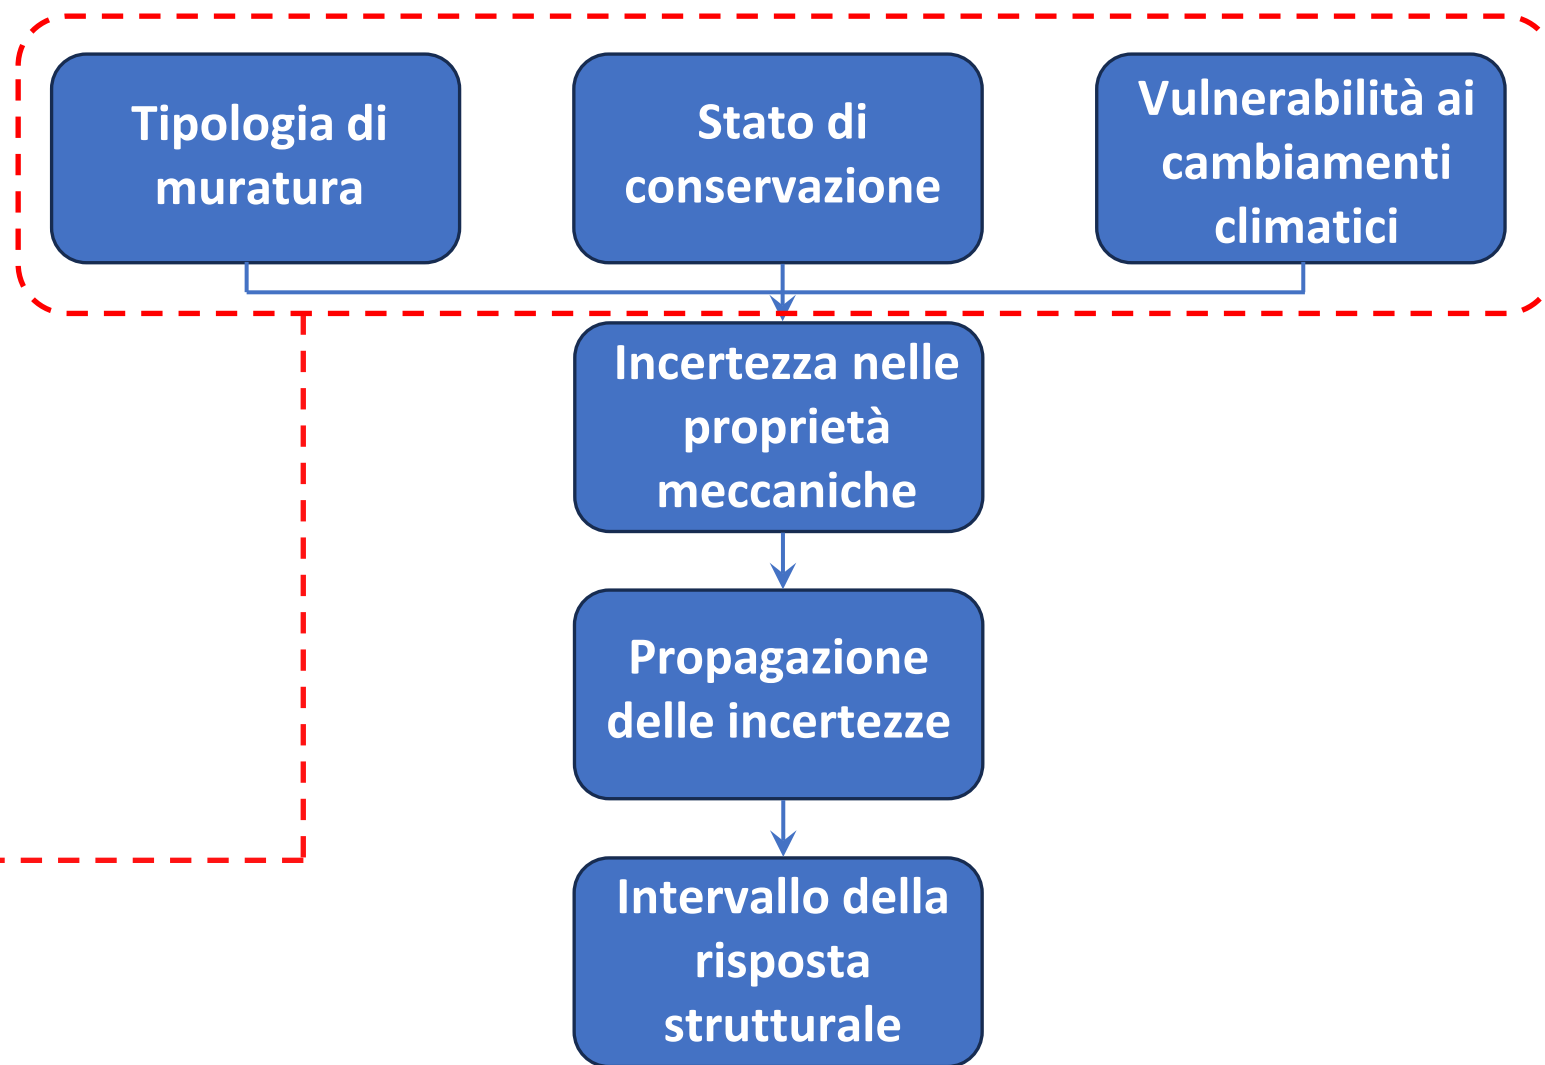 Tipologia di
muratura
Stato di
conservazione
Vulnerabilità ai
cambiamenti
climatici
Incertezza nelle
proprietà
meccaniche
Propagazione
delle incertezze
Intervallo della
risposta
strutturale